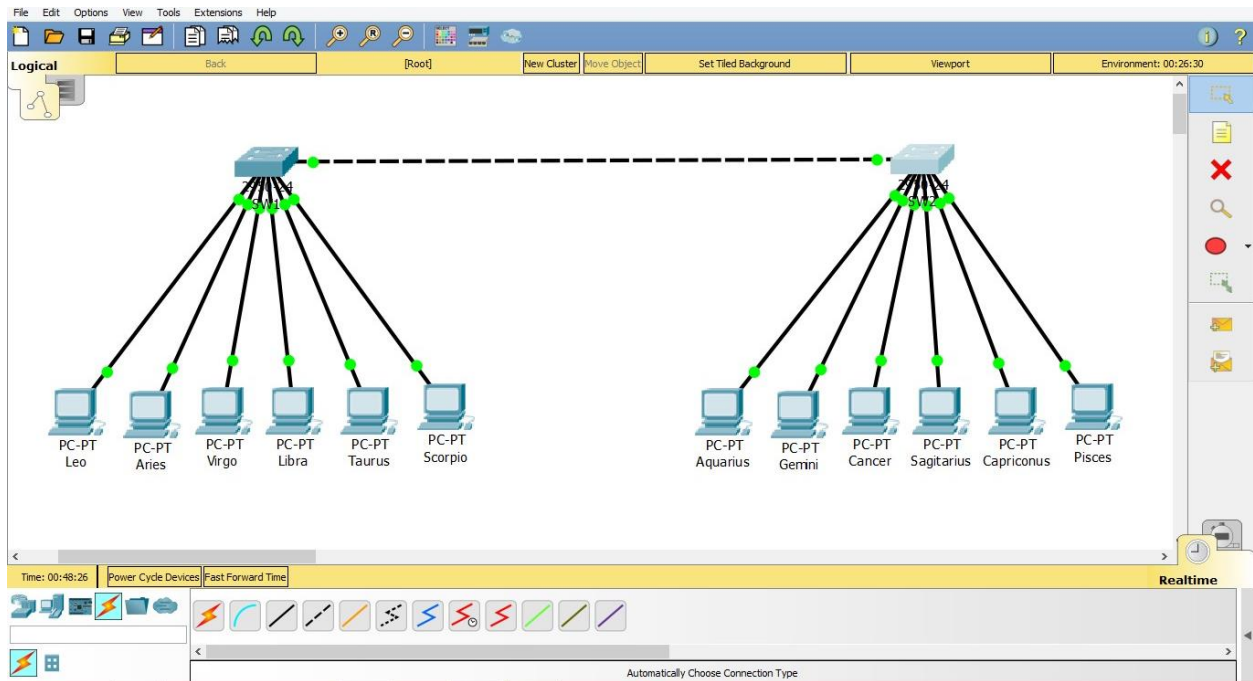 File Edit Options View Tools Extensions Help
Logical Back [Root] New Cluster Move Object Set Tiled Background Viewport Environment: 00:26:30
SW1
SW2
PC-PT
Leo
PC-PT
Aries
PC-PT
Virgo
PC-PT
Libra
PC-PT
Taurus
PC-PT
Scorpio
PC-PT
Aquarius
PC-PT
Gemini
PC-PT
Cancer
PC-PT
Sagitarius
PC-PT
Capriconus
PC-PT
Pisces
Time: 00:48:26 Power Cycle Devices Fast Forward Time Realtime
Automatically Choose Connection Type